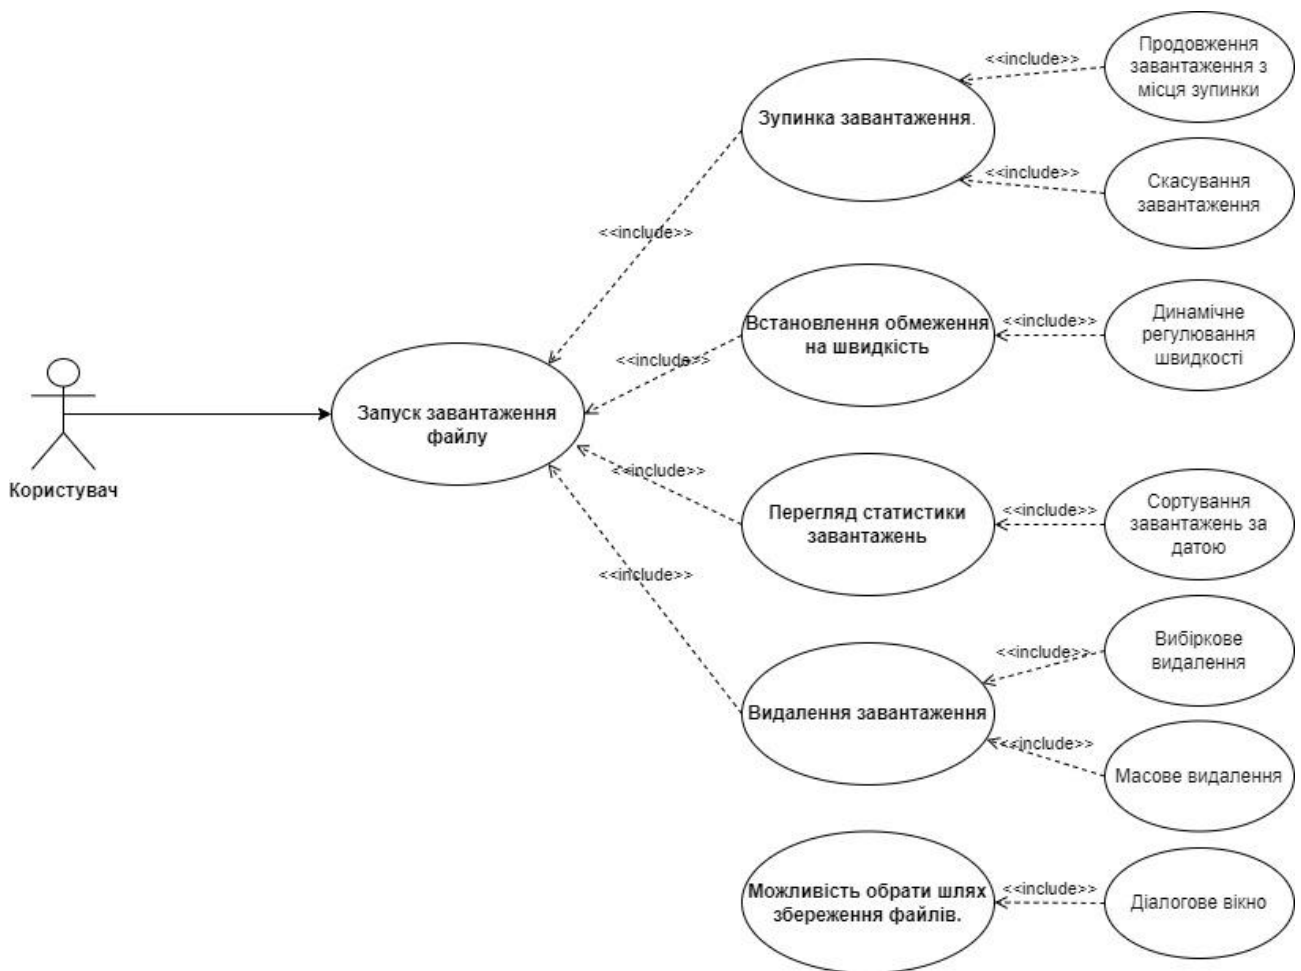 <<include>>
Продовження
завантаження з
місця зупинки
Зупинка завантаження.
<<include>>
Скасування
завантаження
<<include>>
Встановлення обмеження
на швидкість
<<include>>
Динамічне
регулювання
швидкості
<<include>>
Запуск завантаження
файлу
Користувач
<<include>>
Перегляд статистики
завантажень
<<include>>
Сортування
завантажень за
датою
<<include>>
Видалення завантаження
<<include>>
Вибіркове
видалення
<<include>>
Масове видалення
Можливість обрати шлях
збереження файлів.
<<include>>
Діалогове вікно